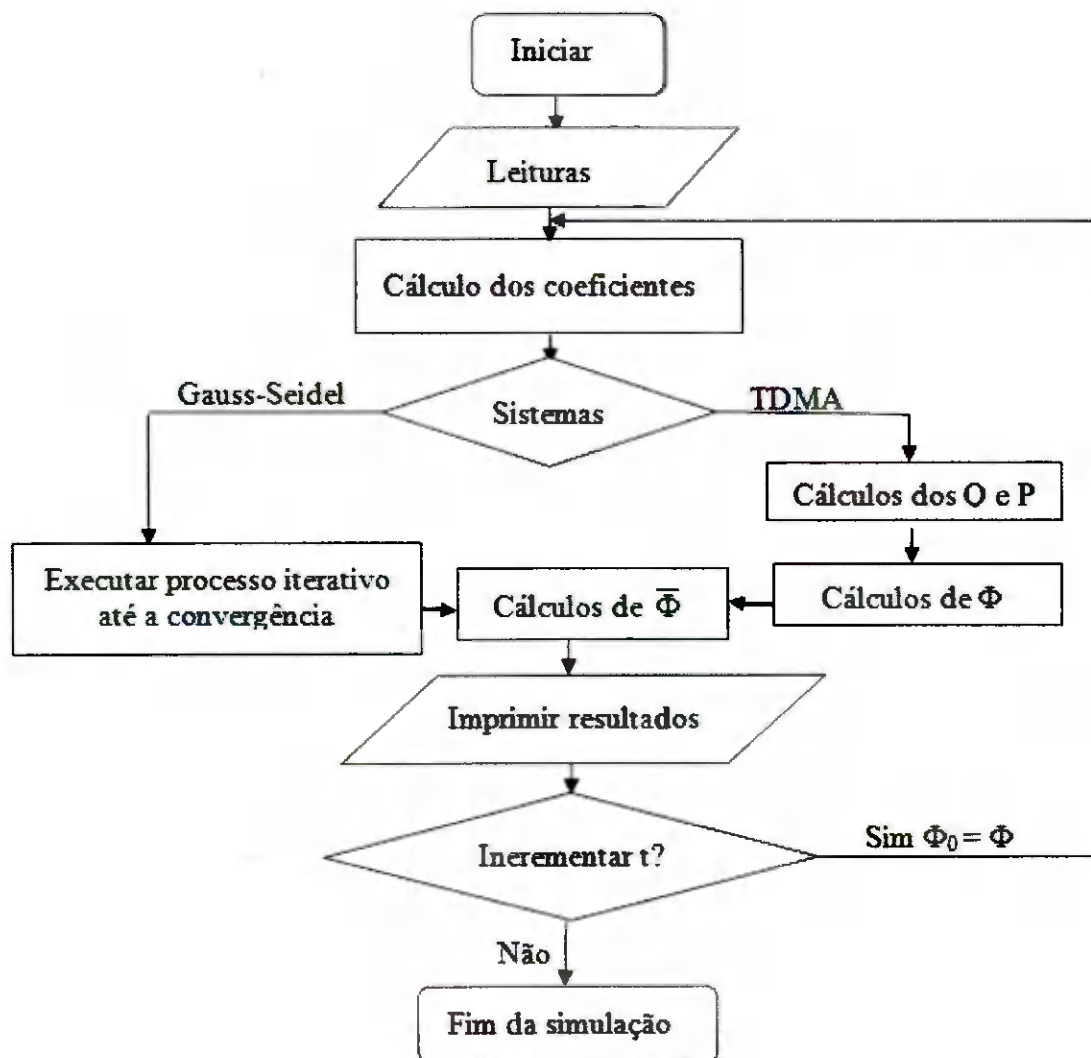 Iniciar
Leituras
Cálculo dos coeficientes
Gauss-Seidel
Sistemas
TDMA
Cálculos dos Q e P
Executar processo iterativo
até a convergência
Cálculos de Φ̅
Cálculos de Φ
Imprimir resultados
Inerementar t?
Sim Φ₀ = Φ
Não
Fim da simulação